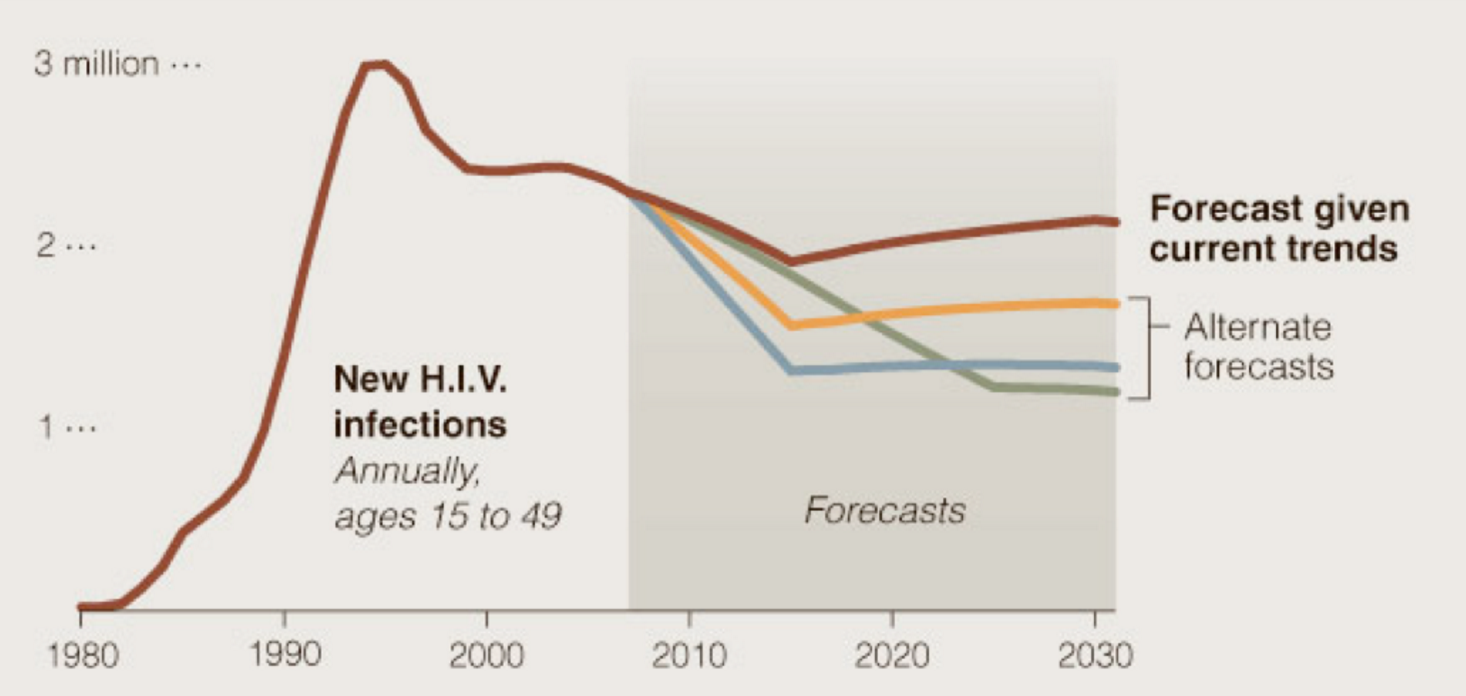 3 million ...
2 ...
1 ...
New H.I.V.
infections
Annually,
ages 15 to 49
Forecasts
Forecast given
current trends
Alternate
forecasts
1980 1990 2000 2010 2020 2030